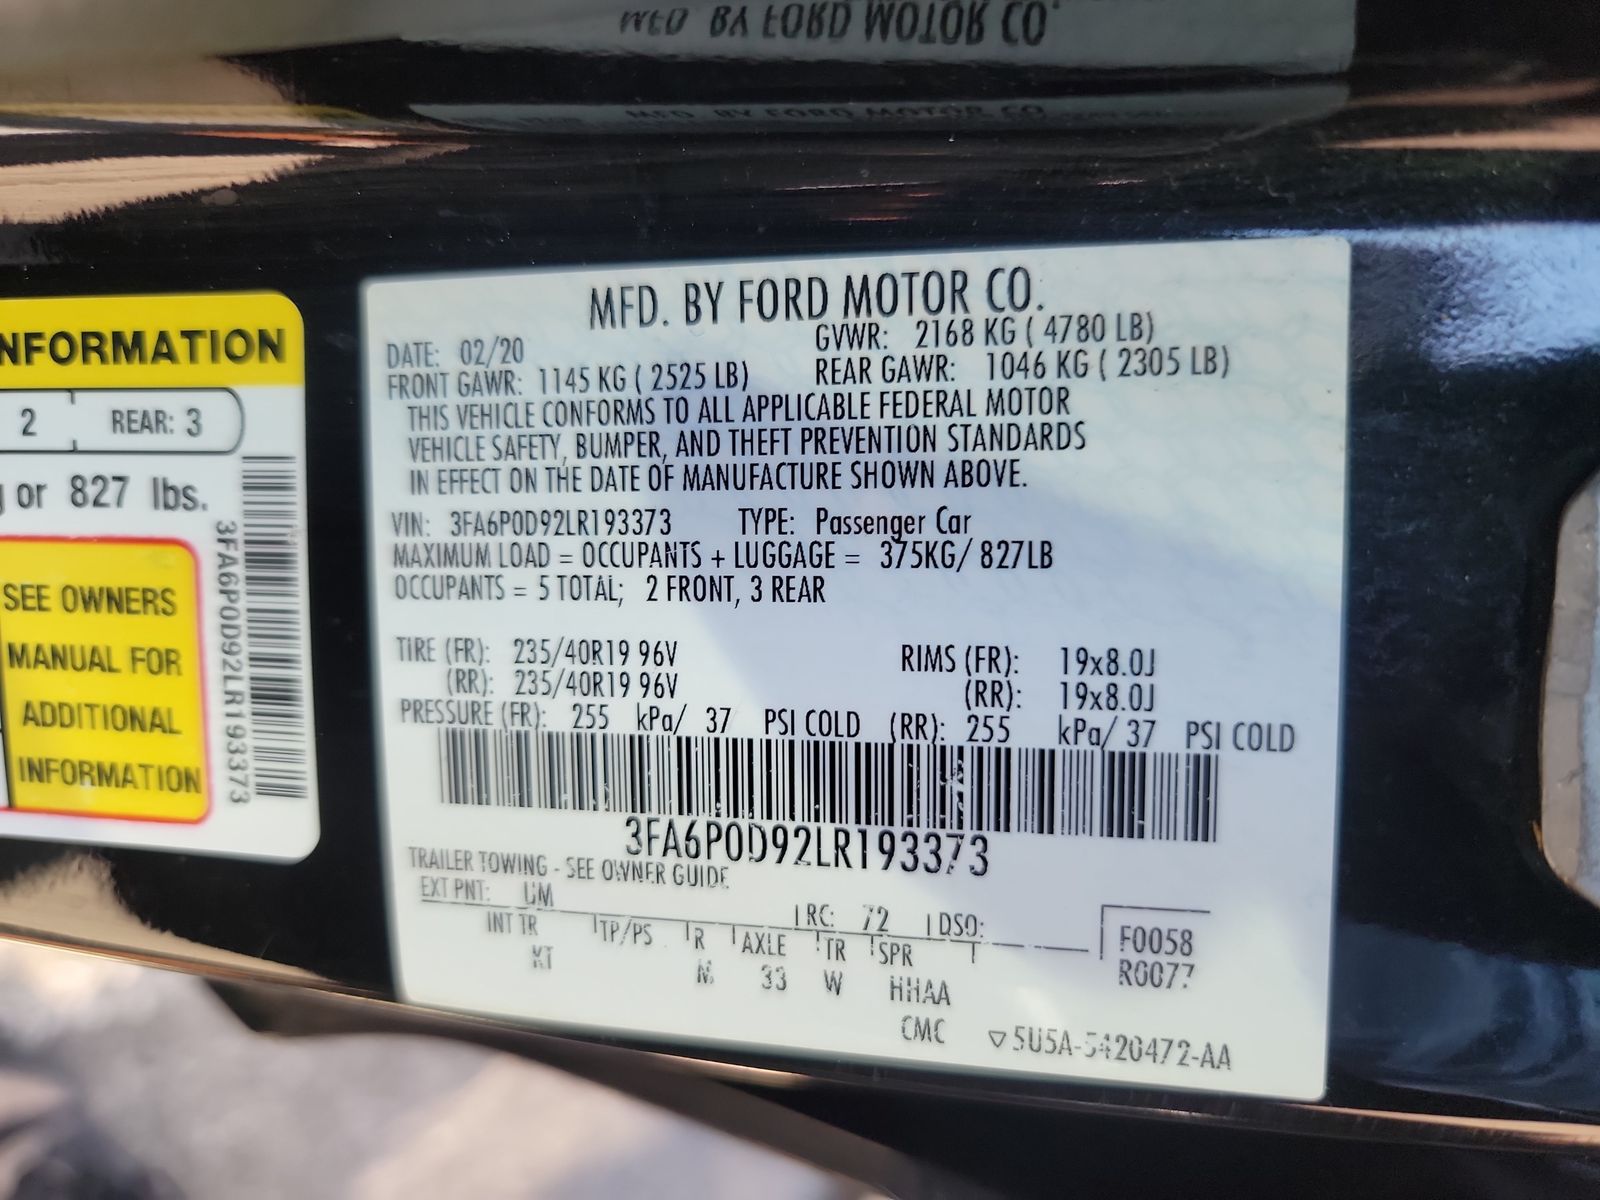 MFD. BY FORD MOTOR CO.
MFD. BY FORD MOTOR CO.
MFD. BY FORD MOTOR CO.
DATE: 02/20 GVWR: 2168 KG ( 4780 LB)
FRONT GAWR: 1145 KG ( 2525 LB) REAR GAWR: 1046 KG ( 2305 LB)
THIS VEHICLE CONFORMS TO ALL APPLICABLE FEDERAL MOTOR
VEHICLE SAFETY, BUMPER, AND THEFT PREVENTION STANDARDS
IN EFFECT ON THE DATE OF MANUFACTURE SHOWN ABOVE.
VIN: 3FA6P0D92LR193373 TYPE: Passenger Car
MAXIMUM LOAD = OCCUPANTS + LUGGAGE = 375KG/ 827LB
OCCUPANTS = 5 TOTAL; 2 FRONT, 3 REAR
TIRE (FR): 235/40R19 96V RIMS (FR): 19x8.0J
(RR): 235/40R19 96V (RR): 19x8.0J
PRESSURE (FR): 255 kPa/ 37 PSI COLD (RR): 255 kPa/ 37 PSI COLD
3FA6P0D92LR193373
TRAILER TOWING - SEE OWNER GUIDE
EXT PNT: UM RC: 72 DSO:
INT TR TP/PS R AXLE TR SPR F0058
KT M 33 W HHAA R0077
CMC ▽5U5A-5420472-AA
NFORMATION
2 REAR: 3
or 827 lbs.
3FA6P0D92LR193373
SEE OWNERS
MANUAL FOR
ADDITIONAL
INFORMATION